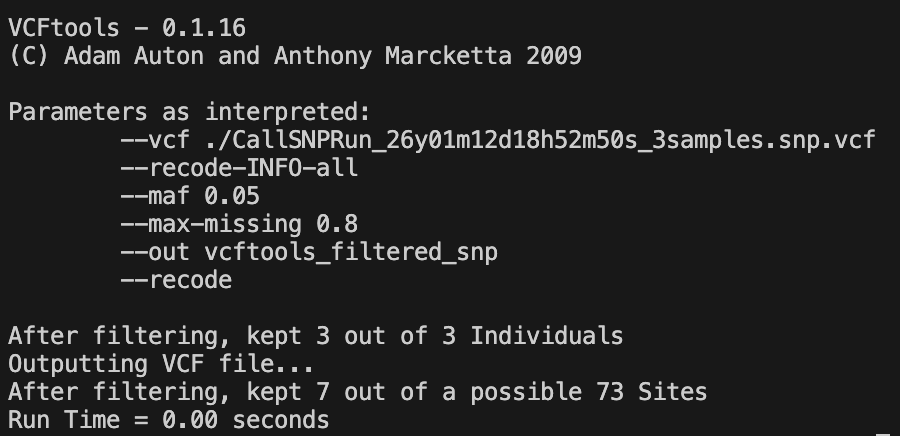 VCFtools - 0.1.16
(C) Adam Auton and Anthony Marcketta 2009

Parameters as interpreted:
	--vcf ./CallSNPRun_26y01m12d18h52m50s_3samples.snp.vcf
	--recode-INFO-all
	--maf 0.05
	--max-missing 0.8
	--out vcftools_filtered_snp
	--recode

After filtering, kept 3 out of 3 Individuals
Outputting VCF file...
After filtering, kept 7 out of a possible 73 Sites
Run Time = 0.00 seconds